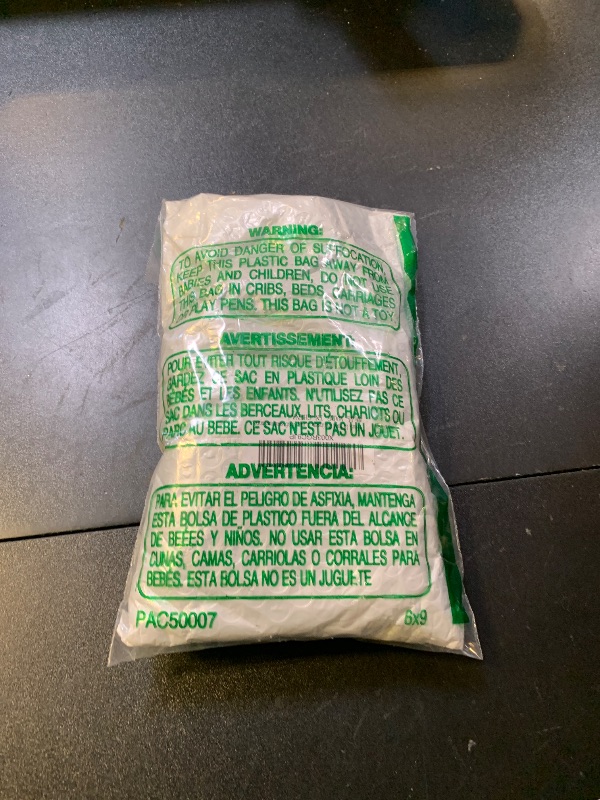 WARNING:
TO AVOID DANGER OF SUFFOCATION,
KEEP THIS PLASTIC BAG AWAY FROM
BABIES AND CHILDREN, DO NOT USE
THIS BAG IN CRIBS, BEDS, CARRIAGES
OR PLAY PENS. THIS BAG IS NOT A TOY.
AVERTISSEMENT:
POUR EVITER TOUT RISQUE D'ÉTOUFFEMENT,
GARDEZ CE SAC EN PLASTIQUE LOIN DES
BÉBÉS ET DES ENFANTS. N'UTILISEZ PAS CE
SAC DANS LES BERCEAUX, LITS, CHARIOTS OU
PARC AU BEBE. CE SAC N'EST PAS UN JOUET.
ADVERTENCIA:
PARA EVITAR EL PELIGRO DE ASFIXIA, MANTENGA
ESTA BOLSA DE PLASTICO FUERA DEL ALCANCE
DE BEBES Y NIÑOS. NO USAR ESTA BOLSA EN
CUNAS, CAMAS, CARRIOLAS O CORRALES PARA
BEBÉS. ESTA BOLSA NO ES UN JUGUETE
PAC50007 6x9